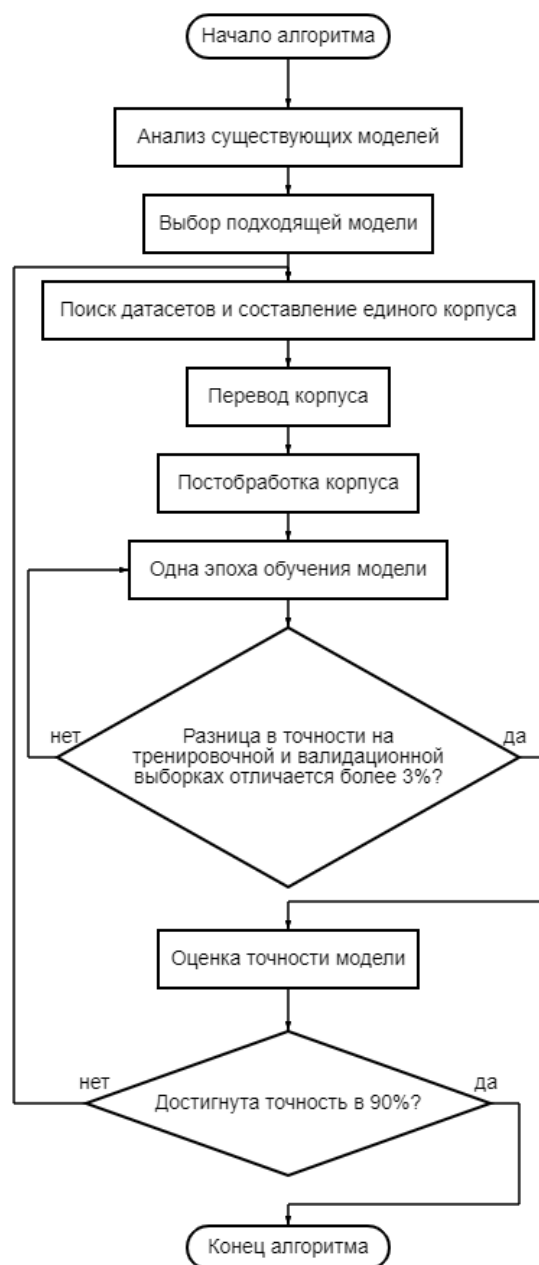 Начало алгоритма
Анализ существующих моделей
Выбор подходящей модели
Поиск датасетов и составление единого корпуса
Перевод корпуса
Постобработка корпуса
Одна эпоха обучения модели
нет
Разница в точности на
тренировочной и валидационной
выборках отличается более 3%?
да
Оценка точности модели
нет
Достигнута точность в 90%?
да
Конец алгоритма